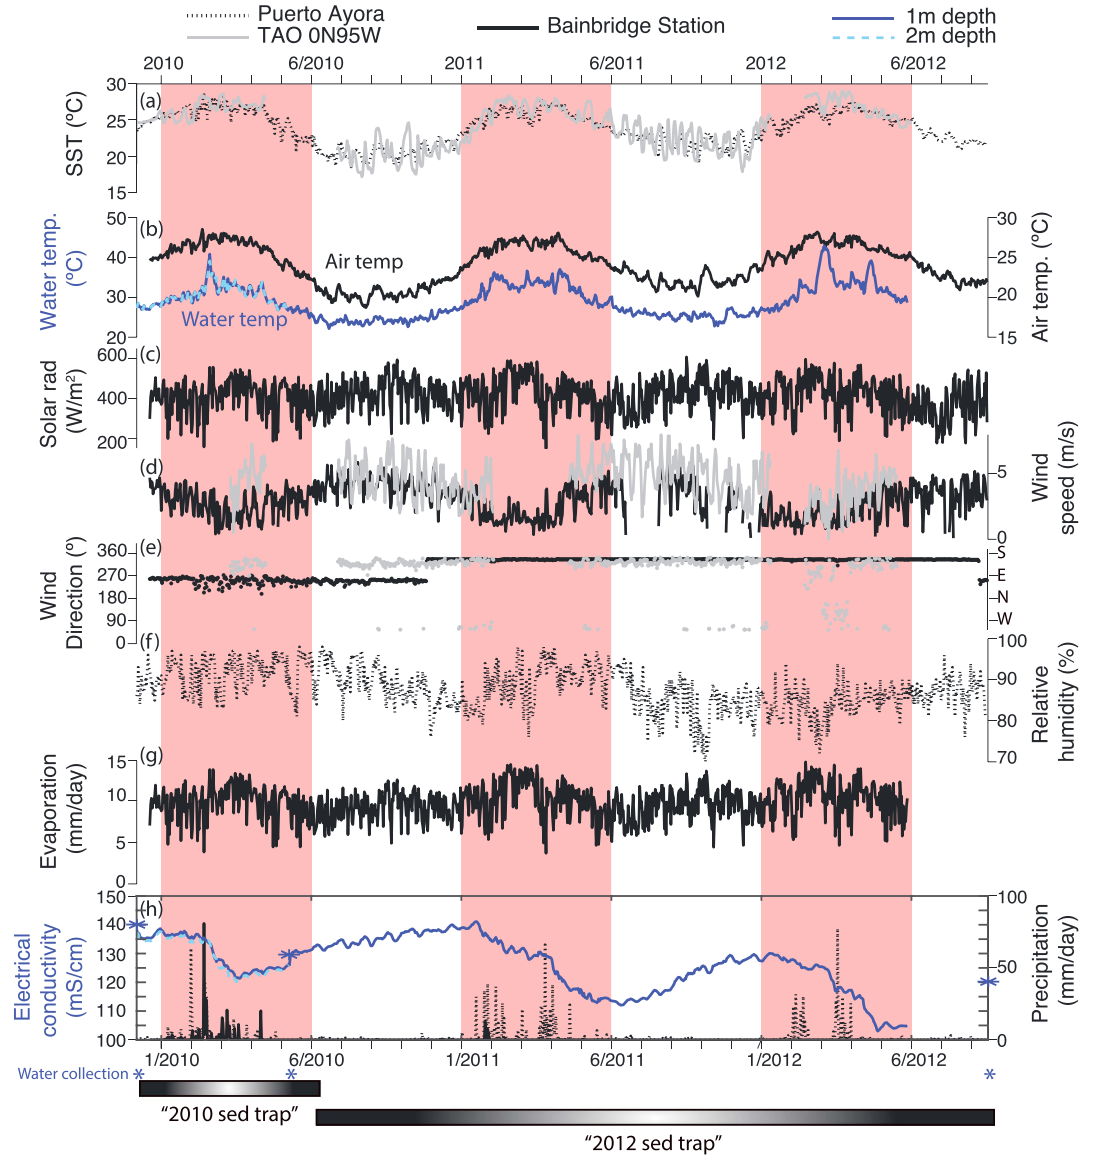 Puerto Ayora
TAO 0N95W
Bainbridge Station
1m depth
2m depth
2010 6/2010 2011 6/2011 2012 6/2012
(a)
SST (ºC)
30
25
20
15
(b)
Water temp.
(ºC)
50
40
30
20
Air temp
Water temp
Air temp. (ºC)
30
25
20
15
(c)
Solar rad
(W/m²)
600
400
200
(d)
Wind
speed (m/s)
5
0
(e)
Wind
Direction (º)
360
270
180
90
0
S
E
N
W
(f)
Relative
humidity (%)
100
90
80
70
(g)
Evaporation
(mm/day)
15
10
5
0
(h)
Electrical
conductivity
(mS/cm)
150
140
130
120
110
100
Precipitation
(mm/day)
100
50
0
1/2010 6/2010 1/2011 6/2011 1/2012 6/2012
Water collection
"2010 sed trap"
"2012 sed trap"